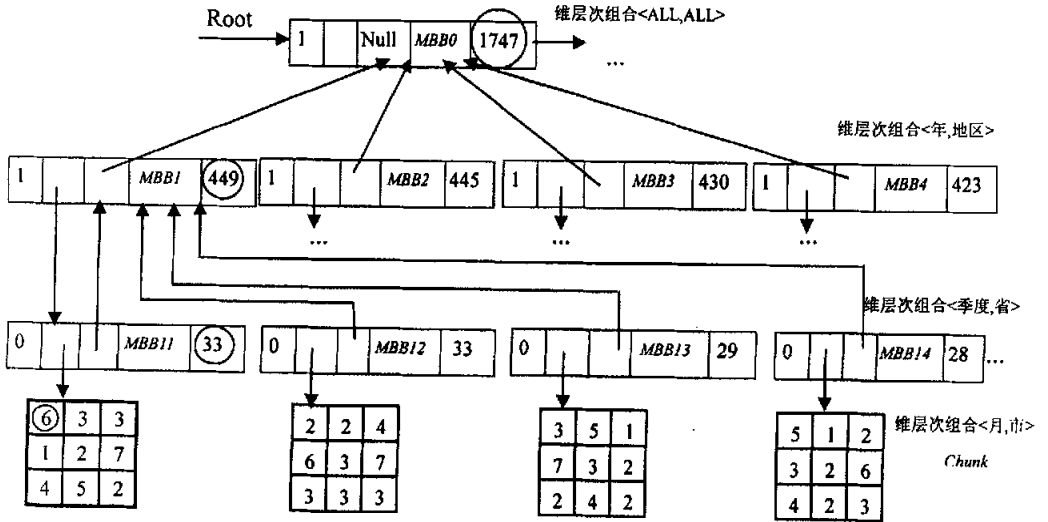 Root
维层次组合<ALL,ALL>
1 Null MBB0 1747
...
维层次组合<年,地区>
1 MBB1 449
1 MBB2 445
1 MBB3 430
1 MBB4 423
...
...
...
维层次组合<季度,省>
0 MBB11 33
0 MBB12 33
0 MBB13 29
0 MBB14 28 ...
6 3 3
1 2 7
4 5 2
2 2 4
6 3 7
3 3 3
3 5 1
7 3 2
2 4 2
5 1 2
3 2 6
4 2 3
维层次组合<月,市>
Chunk